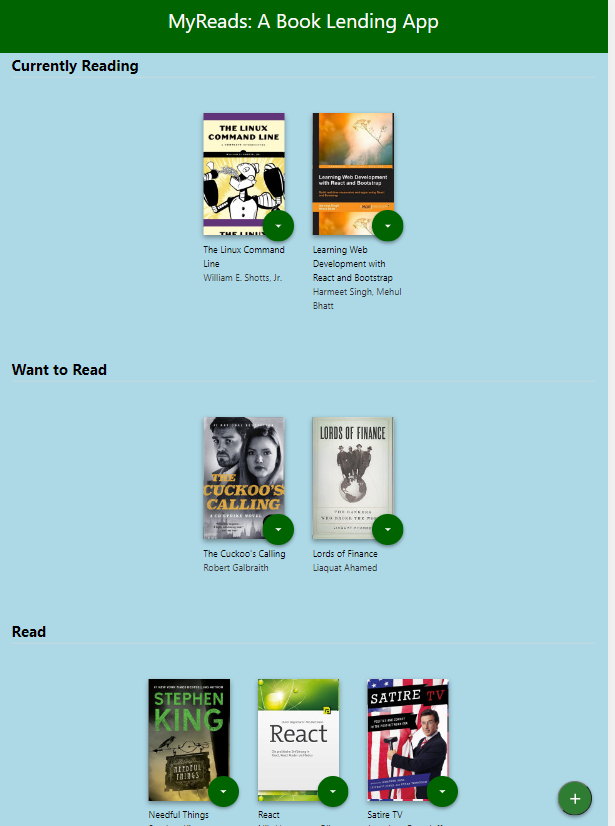 MyReads: A Book Lending App
Currently Reading
THE LINUX
COMMAND LINE
Learning Web Development
with React and Bootstrap
The Linux Command
Line
William E. Shotts, Jr.
Learning Web
Development with
React and Bootstrap
Harmeet Singh, Mehul
Bhatt
Want to Read
THE
CUCKOO'S
CALLING
LORDS OF FINANCE
The Cuckoo's Calling
Robert Galbraith
Lords of Finance
Liaquat Ahamed
Read
STEPHEN
KING
NEEDFUL
THINGS
React
SATIRE TV
Needful Things
React
Satire TV
+